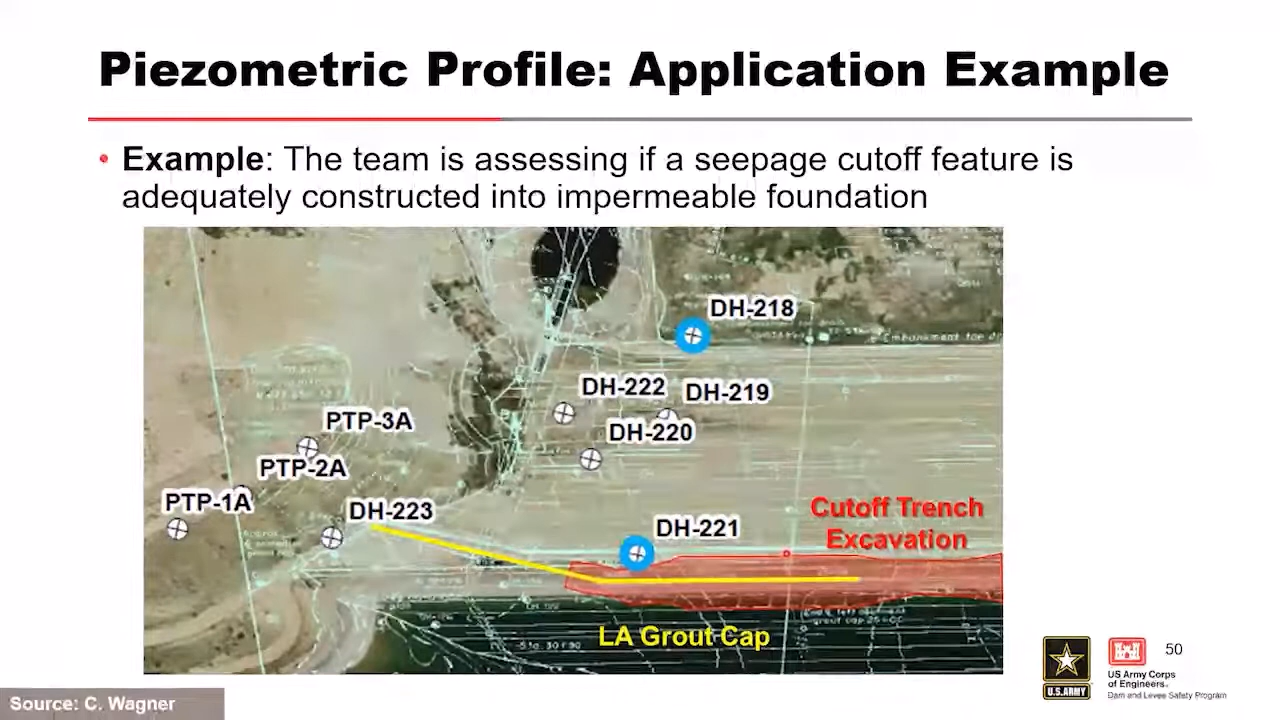 Piezometric Profile: Application Example
• Example: The team is assessing if a seepage cutoff feature is
adequately constructed into impermeable foundation
DH-218
DH-222
DH-219
PTP-3A
DH-220
PTP-2A
PTP-1A
DH-223
Cutoff Trench
Excavation
DH-221
LA Grout Cap
U.S.ARMY
US Army Corps
of Engineers
Dam and Levee Safety Program
50
Source: C. Wagner